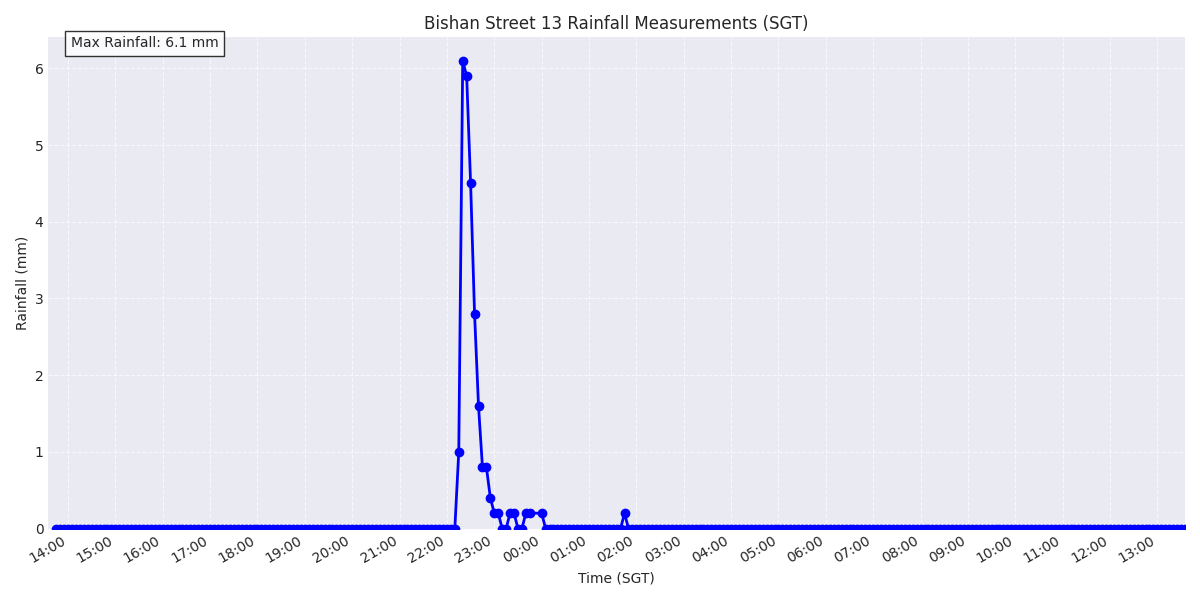 Bishan Street 13 Rainfall Measurements (SGT)
Max Rainfall: 6.1 mm
Rainfall (mm)
6
5
4
3
2
1
0
14:00 15:00 16:00 17:00 18:00 19:00 20:00 21:00 22:00 23:00 00:00 01:00 02:00 03:00 04:00 05:00 06:00 07:00 08:00 09:00 10:00 11:00 12:00 13:00
Time (SGT)